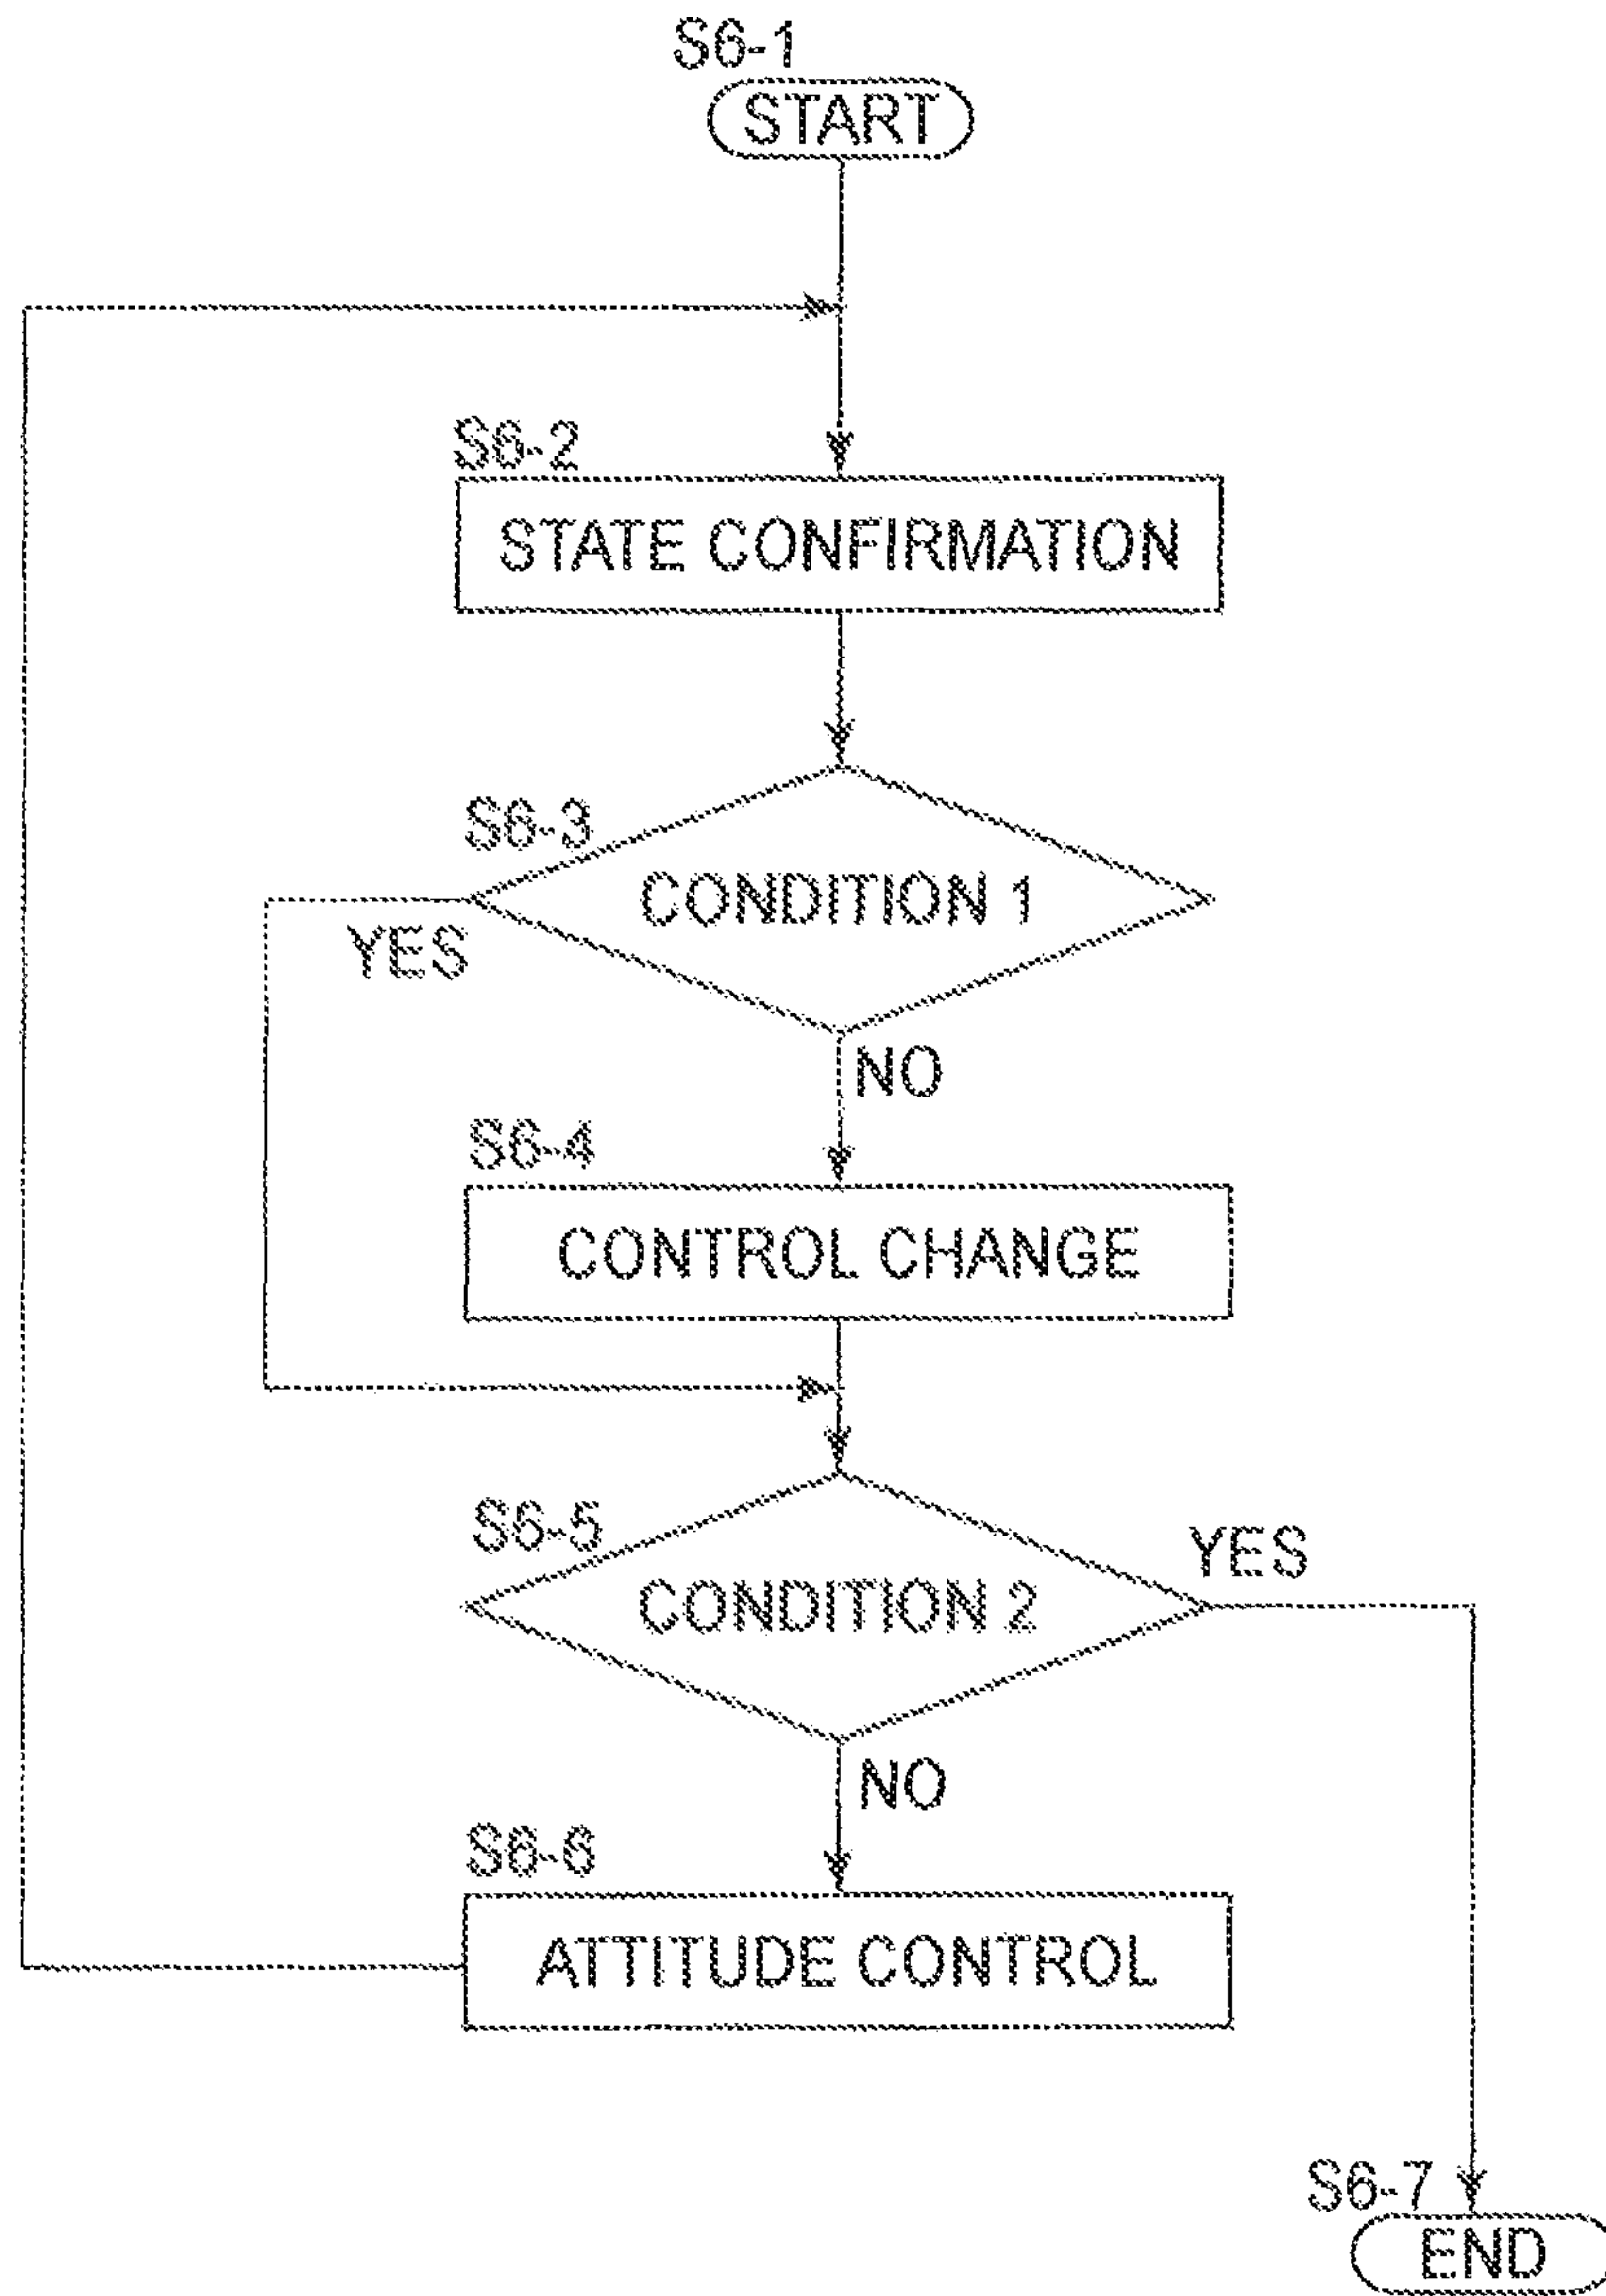 S6-1
START
S6-2
STATE CONFIRMATION
S6-3
CONDITION 1
YES
NO
S6-4
CONTROL CHANGE
S6-5
YES
CONDITION 2
NO
S6-6
ATTITUDE CONTROL
S6-7
END